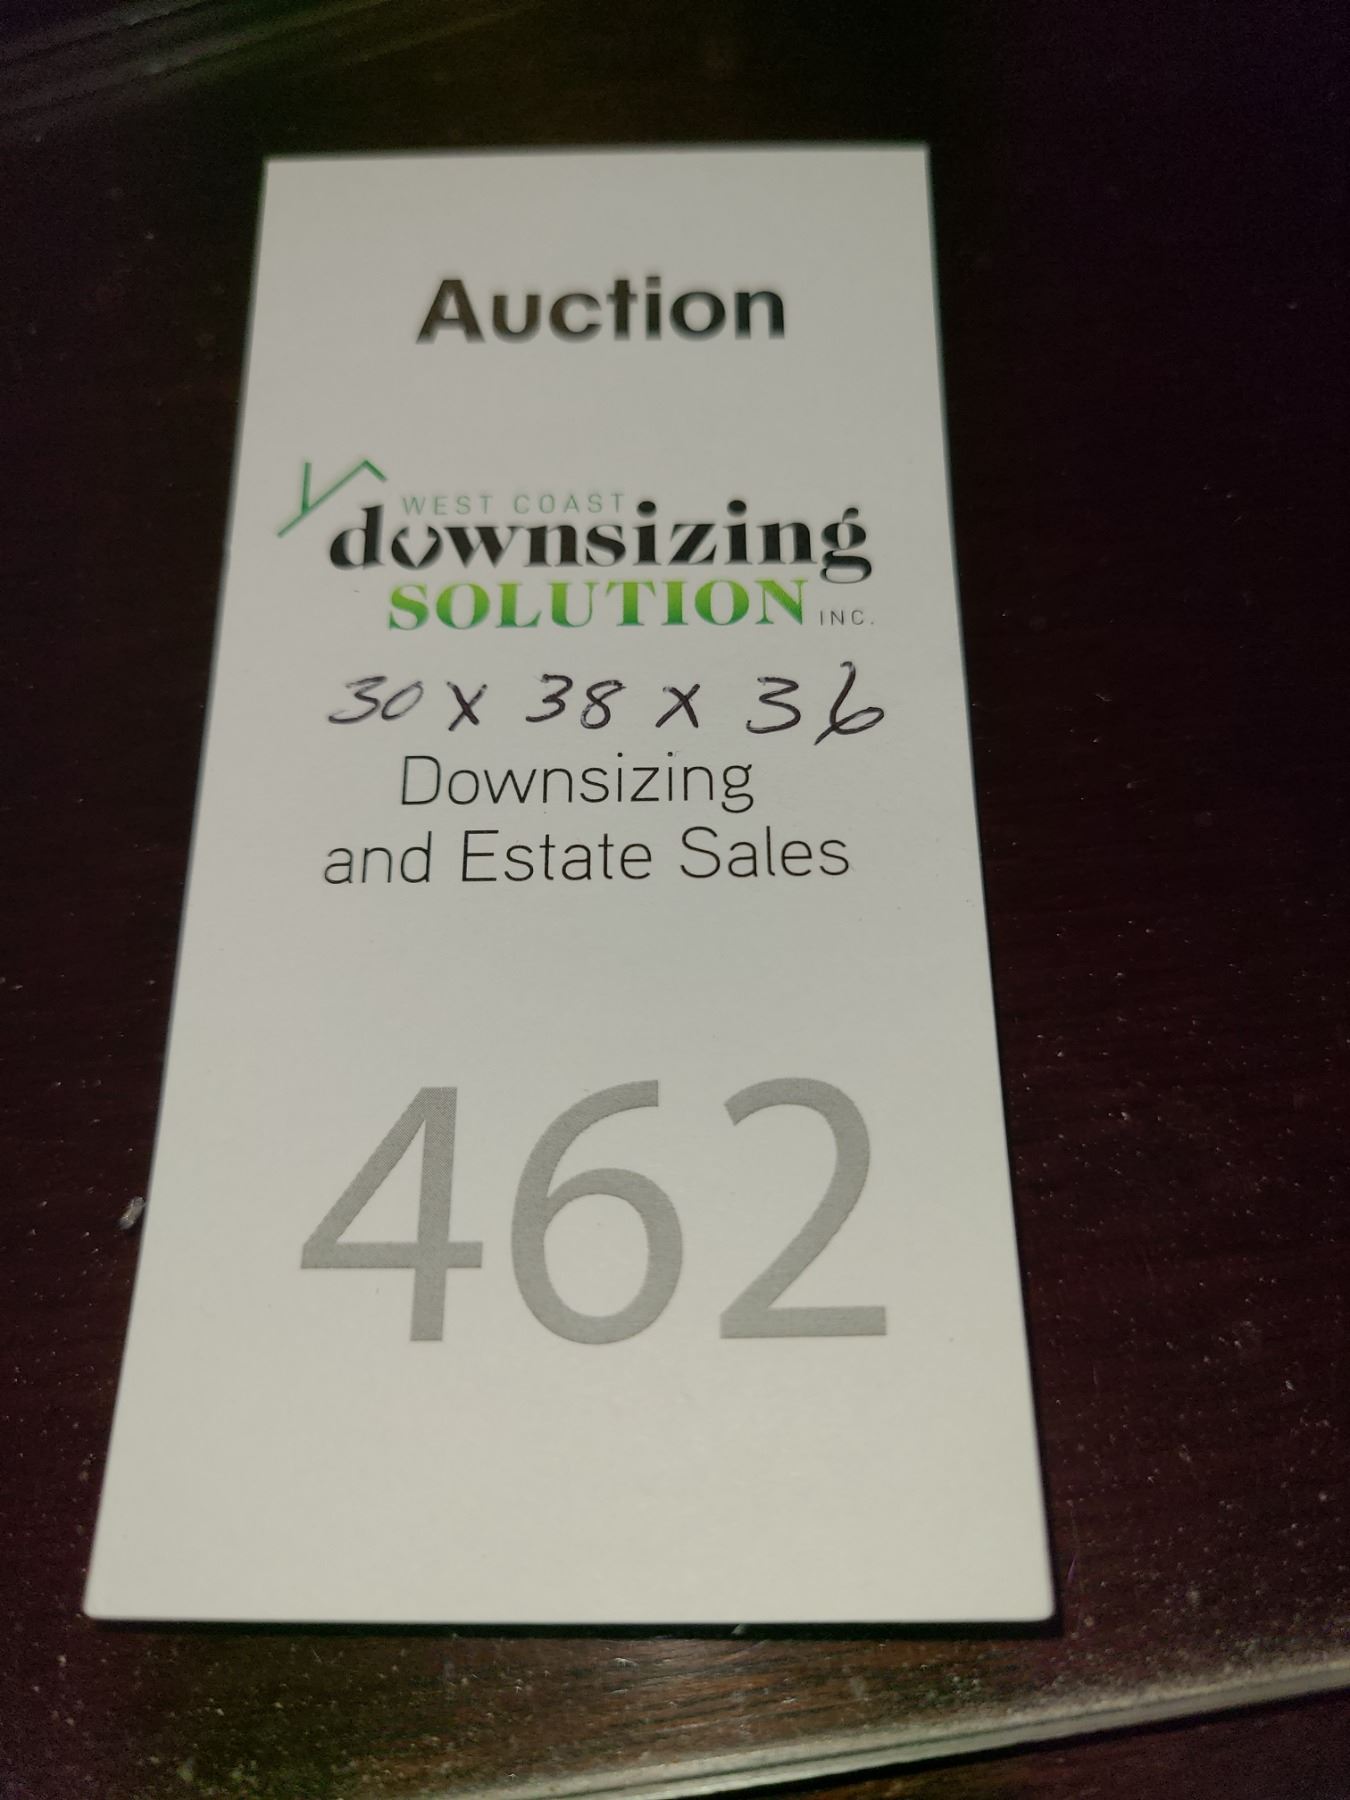 Auction
WEST COAST
downsizing
SOLUTION INC.
30 x 38 x 36
Downsizing
and Estate Sales
462